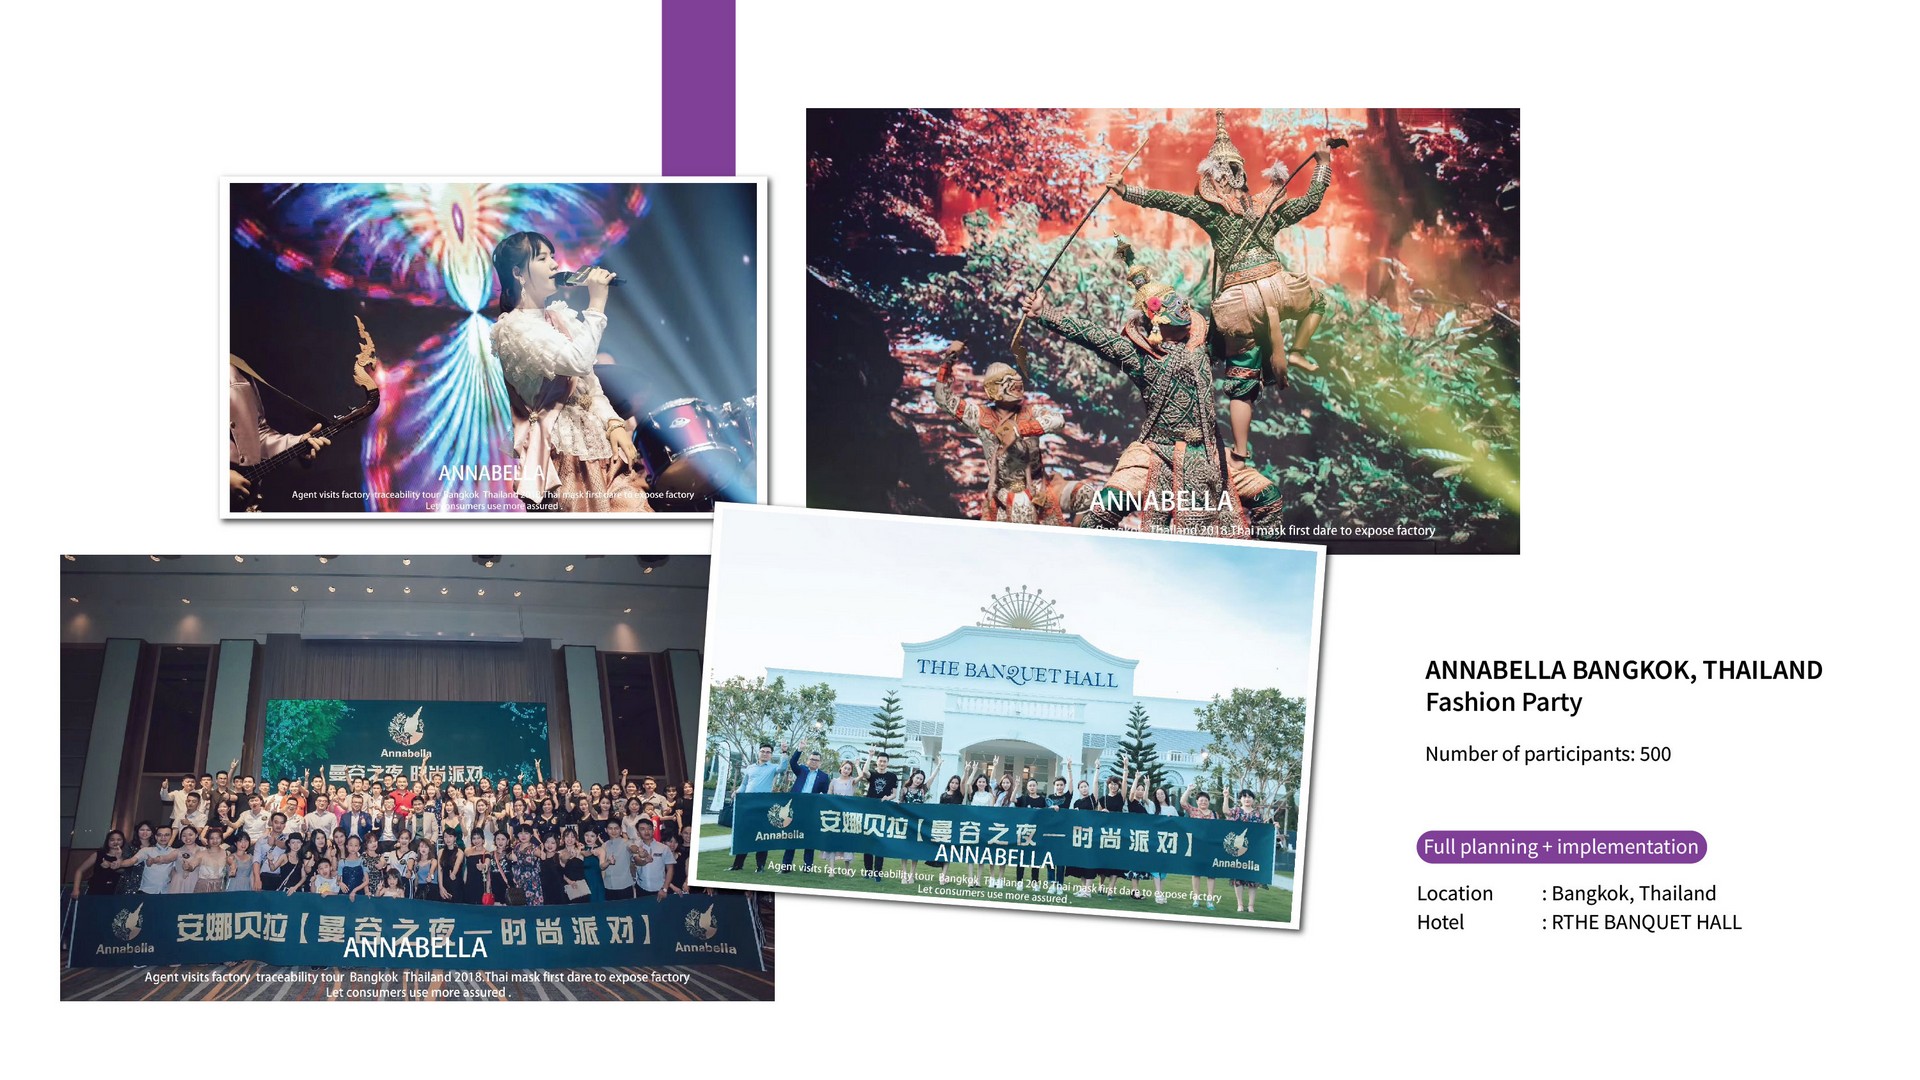 ANNABELLA
Agent visits factory traceability tour Bangkok Thailand 2018.Thai mask first dare to expose factory
Let consumers use more assured .
ANNABELLA
Bangkok Thailand 2018.Thai mask first dare to expose factory
Annabella
曼谷之夜 时尚派对
Annabella
安娜贝拉【曼谷之夜—时尚派对】
Annabella
ANNABELLA
Agent visits factory traceability tour Bangkok Thailand 2018.Thai mask first dare to expose factory
Let consumers use more assured .
THE BANQUET HALL
Annabella
安娜贝拉【曼谷之夜—时尚派对】
Annabella
ANNABELLA
Agent visits factory traceability tour Bangkok Thailand 2018.Thai mask first dare to expose factory
Let consumers use more assured .
ANNABELLA BANGKOK, THAILAND
Fashion Party
Number of participants: 500
Full planning + implementation
Location : Bangkok, Thailand
Hotel : RTHE BANQUET HALL